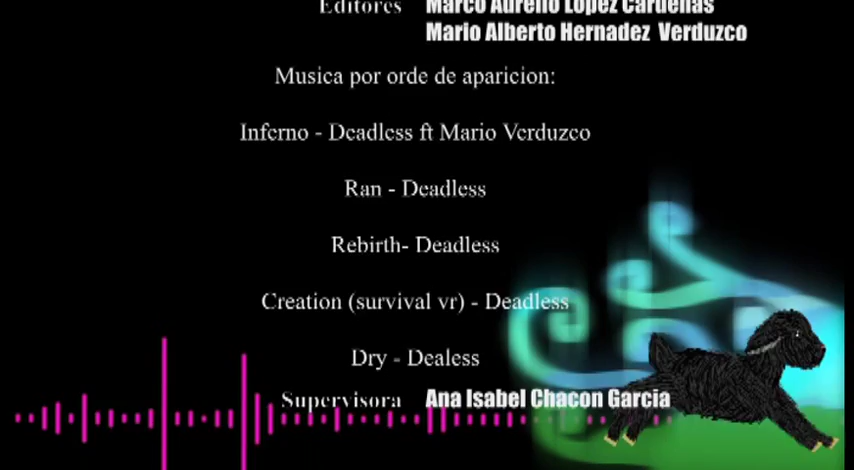 Editores Marco Aurelio Lopez Cardenas
Mario Alberto Hernadez Verduzco
Musica por orde de aparicion:
Inferno - Deadless ft Mario Verduzco
Ran - Deadless
Rebirth- Deadless
Creation (survival vr) - Deadless
Dry - Dealess
Supervisora Ana Isabel Chacon Garcia